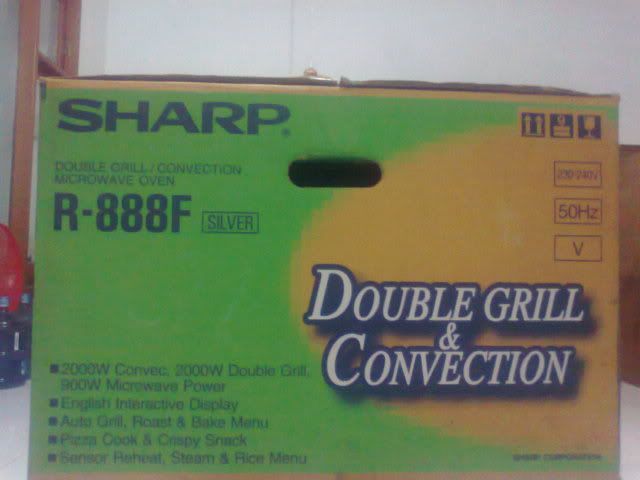 SHARP®
DOUBLE GRILL / CONVECTION
MICROWAVE OVEN
R-888F SILVER
230-240V
50Hz
V
DOUBLE GRILL
&
CONVECTION
■2000W Convec, 2000W Double Grill,
900W Microwave Power
■English Interactive Display
■Auto Grill, Roast & Bake Menu
■Pizza Cook & Crispy Snack
■Sensor Reheat, Steam & Rice Menu
SHARP CORPORATION